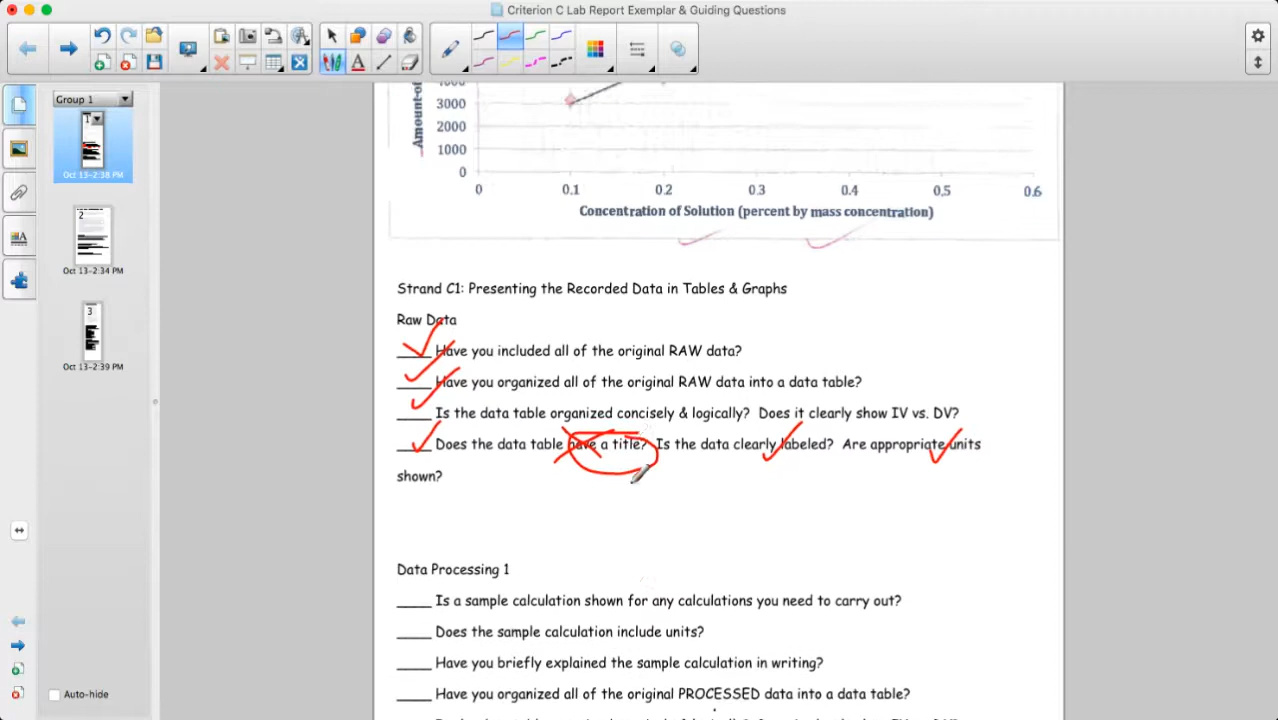 Criterion C Lab Report Exemplar & Guiding Questions
Group 1
T
Oct 13-2:38 PM
2
Oct 13-2:34 PM
3
Oct 13-2:39 PM
Auto-hide
A
Amount-of
4000
3000
2000
1000
0
0 0.1 0.2 0.3 0.4 0.5 0.6
Concentration of Solution (percent by mass concentration)
Strand C1: Presenting the Recorded Data in Tables & Graphs
Raw Data
____ Have you included all of the original RAW data?
____ Have you organized all of the original RAW data into a data table?
____ Is the data table organized concisely & logically? Does it clearly show IV vs. DV?
____ Does the data table have a title? Is the data clearly labeled? Are appropriate units
shown?
Data Processing 1
____ Is a sample calculation shown for any calculations you need to carry out?
____ Does the sample calculation include units?
____ Have you briefly explained the sample calculation in writing?
____ Have you organized all of the original PROCESSED data into a data table?